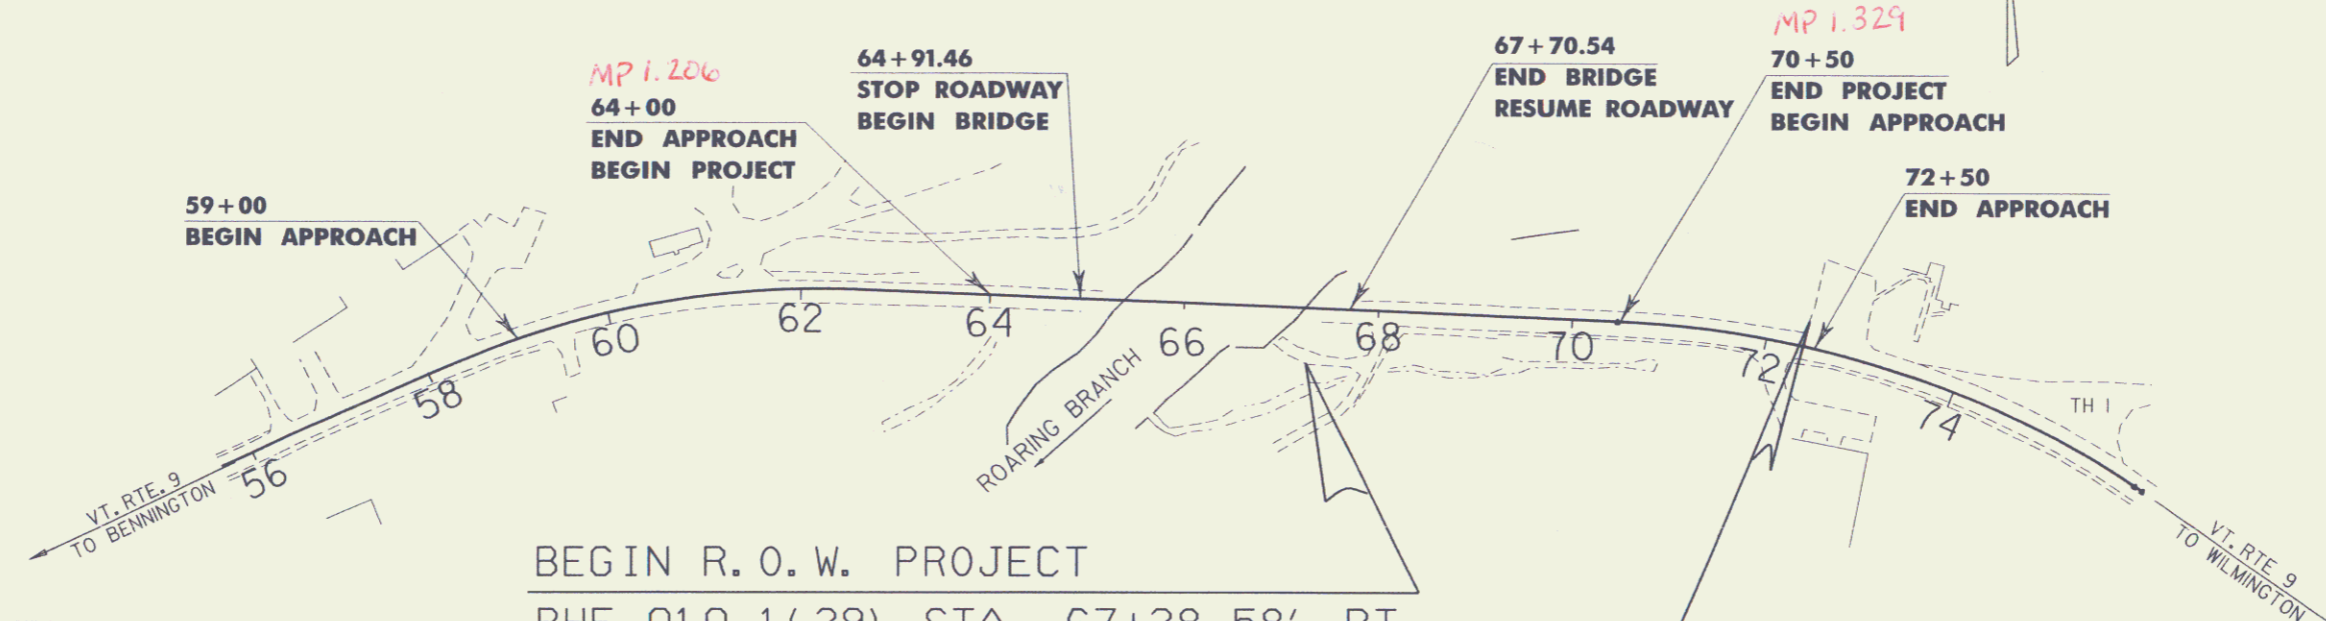 MP 1.329
67+70.54
END BRIDGE
RESUME ROADWAY
70+50
END PROJECT
BEGIN APPROACH
64+91.46
STOP ROADWAY
BEGIN BRIDGE
MP 1.206
64+00
END APPROACH
BEGIN PROJECT
72+50
END APPROACH
59+00
BEGIN APPROACH
56
58
60
62
64
66
68
70
72
74
TH 1
ROARING BRANCH
VT. RTE. 9
TO BENNINGTON
VT. RTE 9
TO WILMINGTON
BEGIN R.O.W. PROJECT